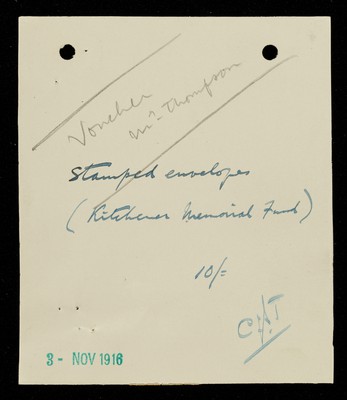 Voucher
Mr Thompson
Stamped envelopes
(Kitchener Memorial Fund)
10/=
3 - NOV 1916